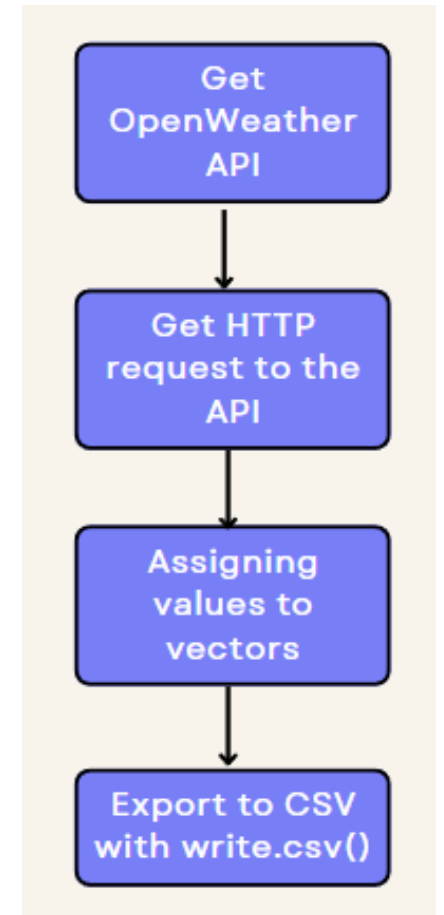 Get
OpenWeather
API
Get HTTP
request to the
API
Assigning
values to
vectors
Export to CSV
with write.csv()